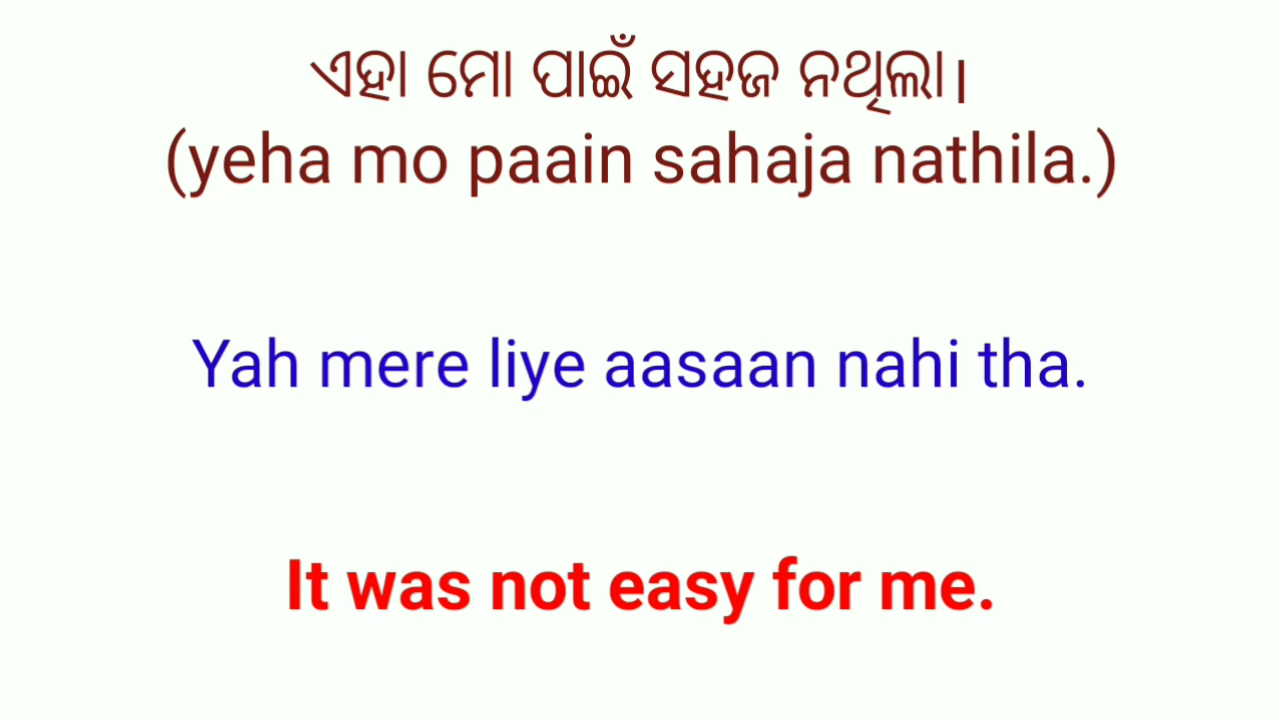 ଏହା ମୋ ପାଇଁ ସହଜ ନଥିଲା।
(yeha mo paain sahaja nathila.)
Yah mere liye aasaan nahi tha.
It was not easy for me.